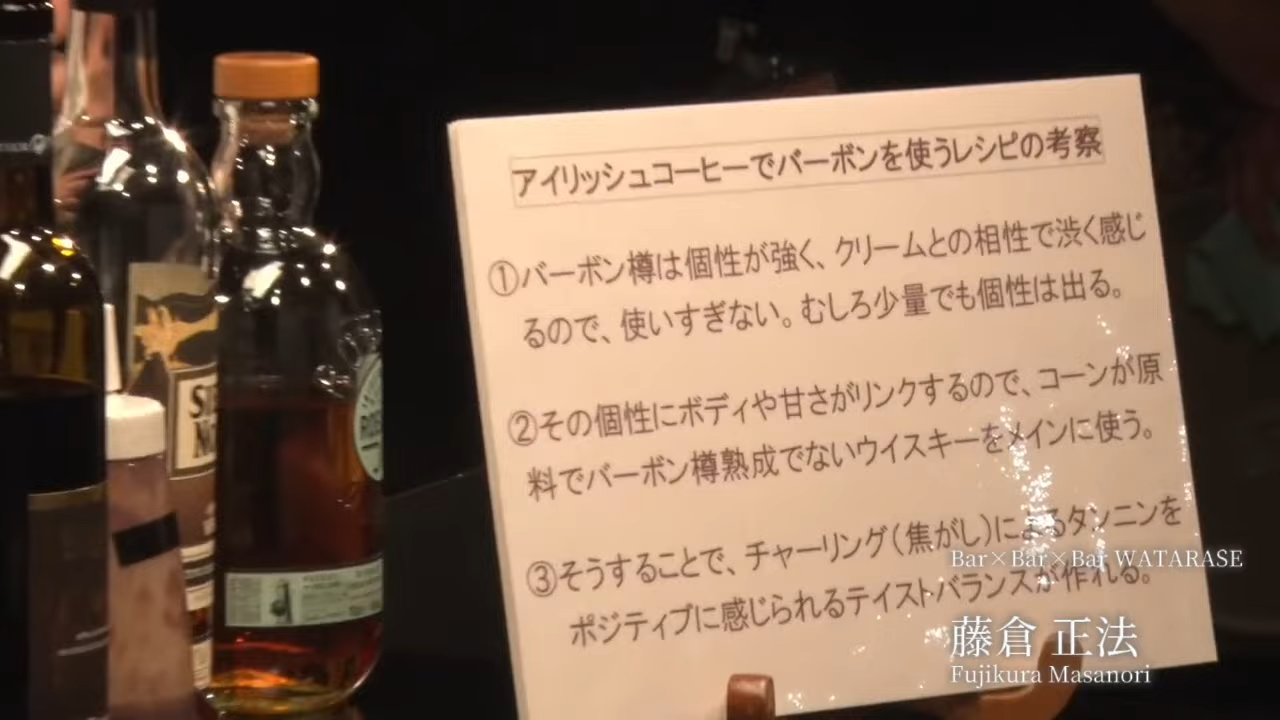 アイリッシュコーヒーでバーボンを使うレシピの考察
①バーボン樽は個性が強く、クリームとの相性で渋く感じ
るので、使いすぎない。むしろ少量でも個性は出る。
②その個性にボディや甘さがリンクするので、コーンが原
料でバーボン樽熟成でないウイスキーをメインに使う。
③そうすることで、チャーリング(焦がし)によるタンニンを
ポジティブに感じられるテイストバランスが作れる。
Bar×Bar×Bar WATARASE
藤倉 正法
Fujikura Masanori